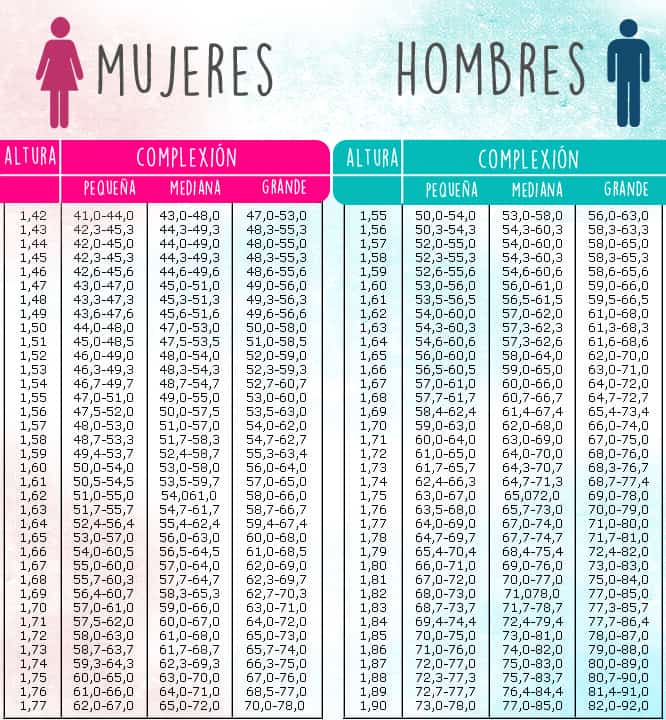 MUJERES HOMBRES
ALTURA COMPLEXIÓN ALTURA COMPLEXIÓN
PEQUEÑA MEDIANA GRANDE PEQUEÑA MEDIANA GRANDE
1,42 41,0-44,0 43,0-48,0 47,0-53,0 1,55 50,0-54,0 53,0-58,0 56,0-63,0
1,43 42,3-45,3 44,3-49,3 48,3-55,3 1,56 50,3-54,3 54,3-60,3 58,3-63,3
1,44 42,0-45,0 44,0-49,0 48,0-55,0 1,57 52,0-55,0 54,0-60,0 58,0-65,0
1,45 42,3-45,3 44,3-49,3 48,3-55,3 1,58 52,3-55,3 54,3-60,3 58,3-65,3
1,46 42,6-45,6 44,6-49,6 48,6-55,6 1,59 52,6-55,6 54,6-60,6 58,6-65,6
1,47 43,0-47,0 45,0-51,0 49,0-56,0 1,60 53,0-56,0 56,0-61,0 59,0-66,0
1,48 43,3-47,3 45,3-51,3 49,3-56,3 1,61 53,5-56,5 56,5-61,5 59,5-66,5
1,49 43,6-47,6 45,6-51,6 49,6-56,6 1,62 54,0-60,0 57,0-62,0 61,0-68,0
1,50 44,0-48,0 47,0-53,0 50,0-58,0 1,63 54,3-60,3 57,3-62,3 61,3-68,3
1,51 45,0-48,5 47,5-53,5 51,0-58,5 1,64 54,6-60,6 57,3-62,6 61,6-68,6
1,52 46,0-49,0 48,0-54,0 52,0-59,0 1,65 56,0-60,0 58,0-64,0 62,0-70,0
1,53 46,3-49,3 48,3-54,3 52,3-59,3 1,66 56,5-60,5 59,0-65,0 63,0-71,0
1,54 46,7-49,7 48,7-54,7 52,7-60,7 1,67 57,0-61,0 60,0-66,0 64,0-72,0
1,55 47,0-51,0 49,0-55,0 53,0-60,0 1,68 57,7-61,7 60,7-66,7 64,7-72,7
1,56 47,5-52,0 50,0-57,5 53,5-63,0 1,69 58,4-62,4 61,4-67,4 65,4-73,4
1,57 48,0-53,0 51,0-57,0 54,0-62,0 1,70 59,0-63,0 62,0-68,0 66,0-74,0
1,58 48,7-53,3 51,7-58,3 54,7-62,7 1,71 60,0-64,0 63,0-69,0 67,0-75,0
1,59 49,4-53,7 52,4-58,7 55,3-63,4 1,72 61,0-65,0 64,0-70,0 68,0-76,0
1,60 50,0-54,0 53,0-58,0 56,0-64,0 1,73 61,7-65,7 64,3-70,7 68,3-76,7
1,61 50,5-54,5 53,5-59,7 57,0-65,0 1,74 62,4-66,3 64,7-71,3 68,7-77,4
1,62 51,0-55,0 54,061,0 58,0-66,0 1,75 63,0-67,0 65,072,0 69,0-78,0
1,63 51,7-55,7 54,7-61,7 58,7-66,7 1,76 63,5-68,0 65,7-73,0 70,0-79,0
1,64 52,4-56,4 55,4-62,4 59,4-67,4 1,77 64,0-69,0 67,0-74,0 71,0-80,0
1,65 53,0-57,0 56,0-63,0 60,0-68,0 1,78 64,7-69,7 67,7-74,7 71,7-81,0
1,66 54,0-60,5 56,5-64,5 61,0-68,5 1,79 65,4-70,4 68,4-75,4 72,4-82,0
1,67 55,0-60,0 57,0-64,0 62,0-69,0 1,80 66,0-71,0 69,0-76,0 73,0-83,0
1,68 55,7-60,3 57,7-64,7 62,3-69,7 1,81 67,0-72,0 70,0-77,0 75,0-84,0
1,69 56,4-60,7 58,3-65,3 62,7-70,3 1,82 68,0-73,0 71,078,0 77,0-85,0
1,70 57,0-61,0 59,0-66,0 63,0-71,0 1,83 68,7-73,7 71,7-78,7 77,3-85,7
1,71 57,5-62,0 60,0-67,0 64,0-72,0 1,84 69,4-74,4 72,4-79,4 77,7-86,4
1,72 58,0-63,0 61,0-68,0 65,0-73,0 1,85 70,0-75,0 73,0-81,0 78,0-87,0
1,73 58,7-63,7 61,7-68,7 65,7-74,0 1,86 71,0-76,0 74,0-82,0 79,0-88,0
1,74 59,3-64,3 62,3-69,3 66,3-75,0 1,87 72,0-77,0 75,0-83,0 80,0-89,0
1,75 60,0-65,0 63,0-70,0 67,0-76,0 1,88 72,3-77,3 75,7-83,7 80,7-90,0
1,76 61,0-66,0 64,0-71,0 68,5-77,0 1,89 72,7-77,7 76,4-84,4 81,4-91,0
1,77 62,0-67,0 65,0-72,0 70,0-78,0 1,90 73,0-78,0 77,0-85,0 82,0-92,0